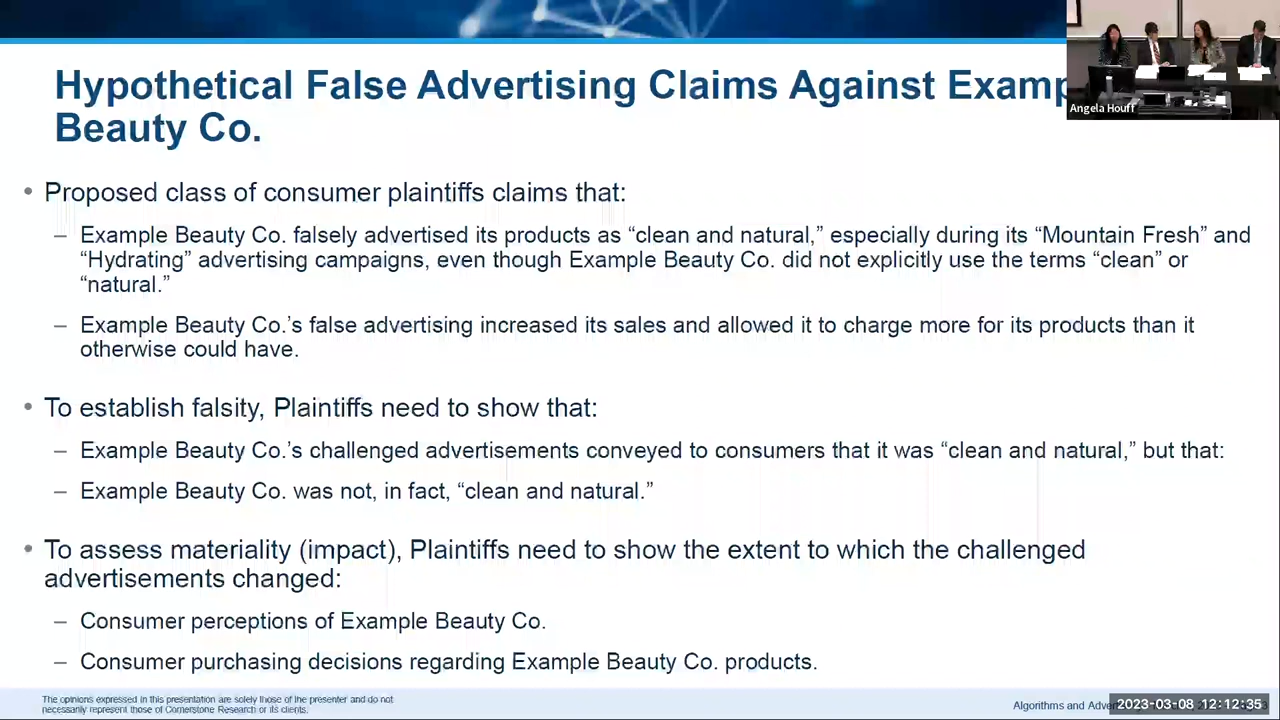 Hypothetical False Advertising Claims Against Examp
Beauty Co.
Angela Houff
• Proposed class of consumer plaintiffs claims that:
– Example Beauty Co. falsely advertised its products as “clean and natural,” especially during its “Mountain Fresh” and
“Hydrating” advertising campaigns, even though Example Beauty Co. did not explicitly use the terms “clean” or
“natural.”
– Example Beauty Co.’s false advertising increased its sales and allowed it to charge more for its products than it
otherwise could have.
• To establish falsity, Plaintiffs need to show that:
– Example Beauty Co.’s challenged advertisements conveyed to consumers that it was “clean and natural,” but that:
– Example Beauty Co. was not, in fact, “clean and natural.”
• To assess materiality (impact), Plaintiffs need to show the extent to which the challenged
advertisements changed:
– Consumer perceptions of Example Beauty Co.
– Consumer purchasing decisions regarding Example Beauty Co. products.
The opinions expressed in this presentation are solely those of the presenter and do not
necessarily represent those of Cornerstone Research or its clients.
Algorithms and Adver
2023-03-08 12:12:35